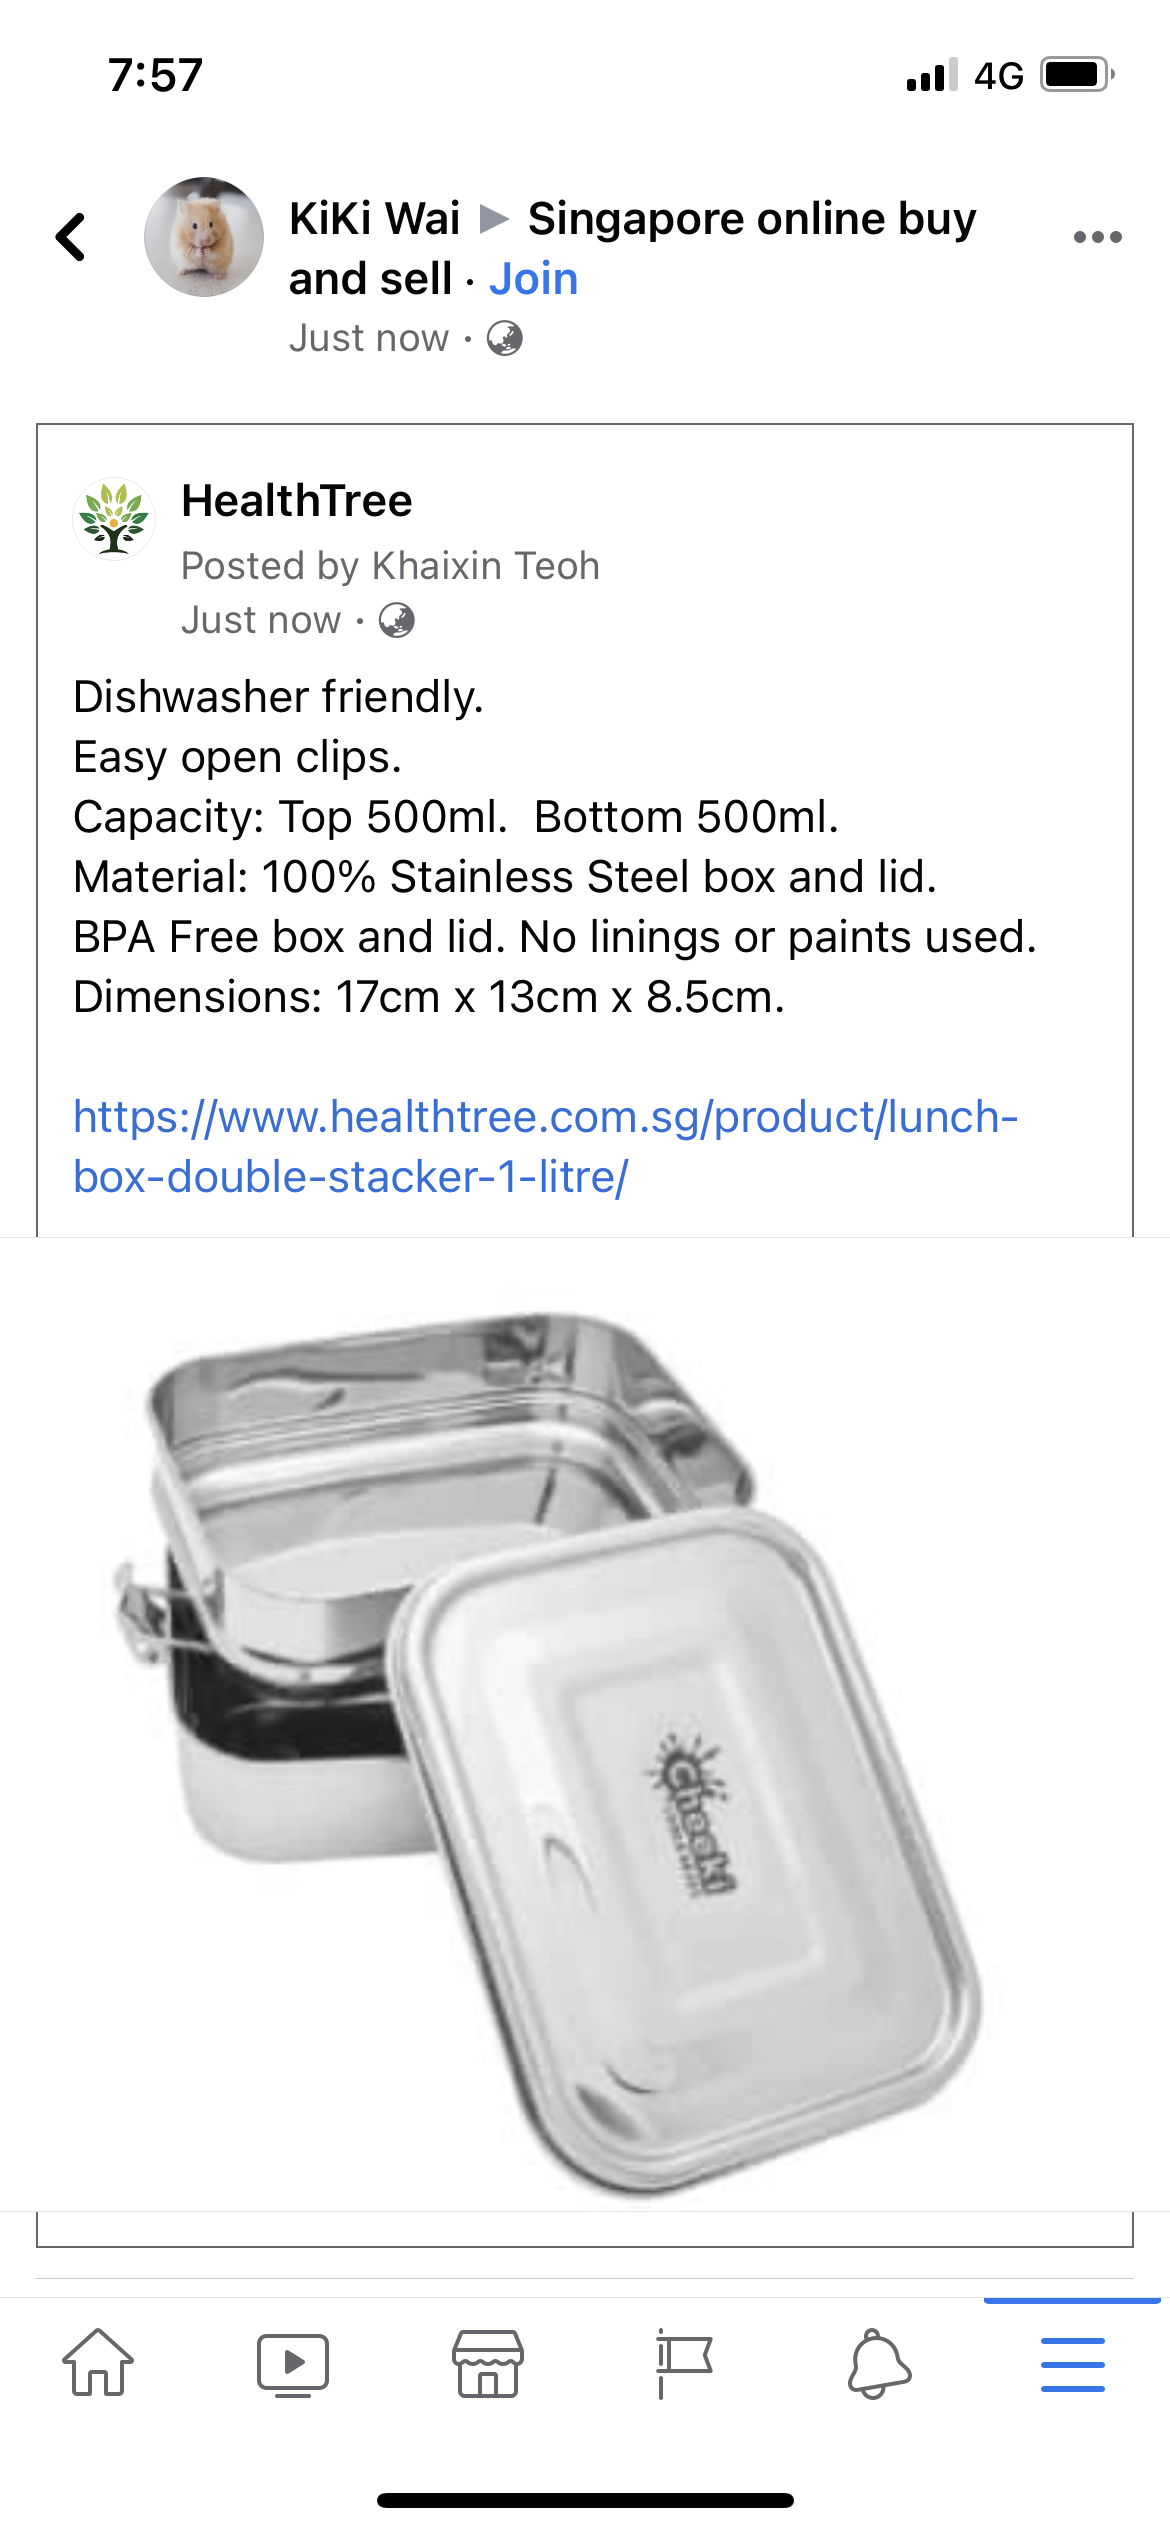 7:57
4G
KiKi Wai ▶ Singapore online buy
and sell · Join
Just now ·
HealthTree
Posted by Khaixin Teoh
Just now ·
Dishwasher friendly.
Easy open clips.
Capacity: Top 500ml.  Bottom 500ml.
Material: 100% Stainless Steel box and lid.
BPA Free box and lid. No linings or paints used.
Dimensions: 17cm x 13cm x 8.5cm.
https://www.healthtree.com.sg/product/lunch-
box-double-stacker-1-litre/
Cheeki